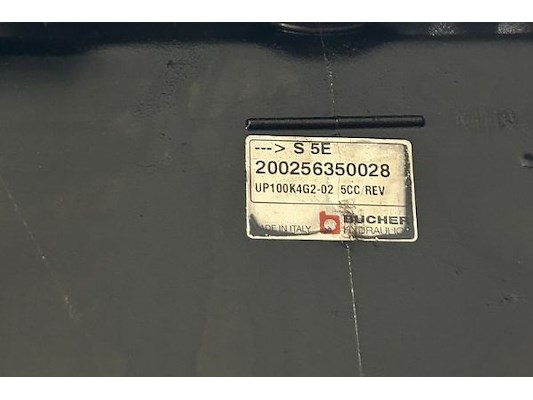 ---> S 5E
200256350028
UP100K4G2-02 5CC/REV
MADE IN ITALY
BUCHER
HYDRAULICS